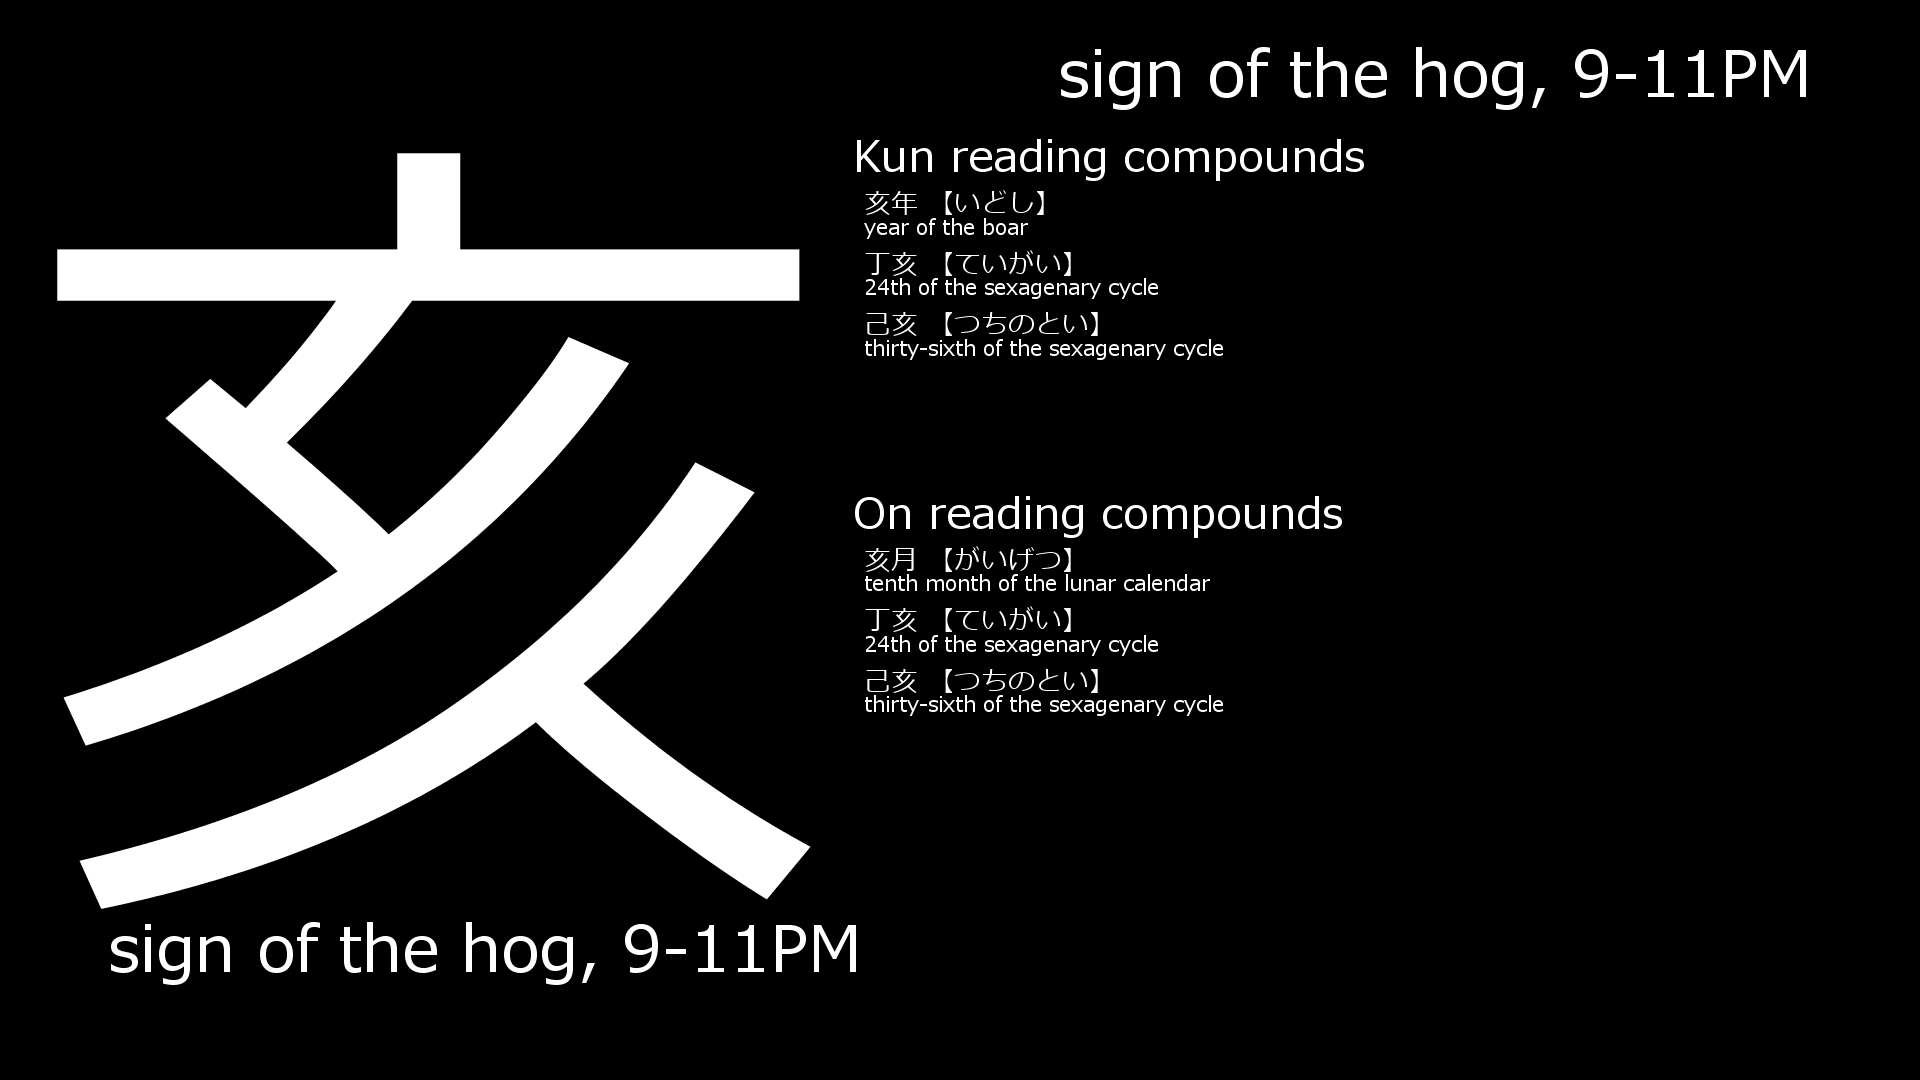 亥
sign of the hog, 9-11PM
sign of the hog, 9-11PM
Kun reading compounds
亥年 【いどし】
year of the boar
丁亥 【ていがい】
24th of the sexagenary cycle
己亥 【つちのとい】
thirty-sixth of the sexagenary cycle
On reading compounds
亥月 【がいげつ】
tenth month of the lunar calendar
丁亥 【ていがい】
24th of the sexagenary cycle
己亥 【つちのとい】
thirty-sixth of the sexagenary cycle